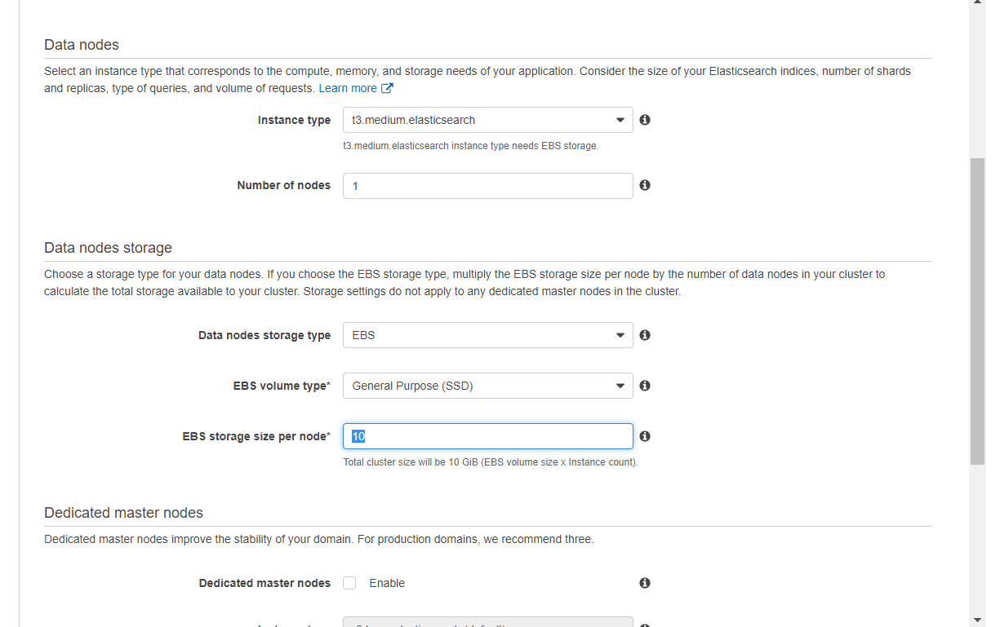 Data nodes
Select an instance type that corresponds to the compute, memory, and storage needs of your application. Consider the size of your Elasticsearch indices, number of shards
and replicas, type of queries, and volume of requests. Learn more
Instance type t3.medium.elasticsearch
t3.medium.elasticsearch instance type needs EBS storage.
Number of nodes 1
Data nodes storage
Choose a storage type for your data nodes. If you choose the EBS storage type, multiply the EBS storage size per node by the number of data nodes in your cluster to
calculate the total storage available to your cluster. Storage settings do not apply to any dedicated master nodes in the cluster.
Data nodes storage type EBS
EBS volume type* General Purpose (SSD)
EBS storage size per node* 10
Total cluster size will be 10 GiB (EBS volume size x Instance count).
Dedicated master nodes
Dedicated master nodes improve the stability of your domain. For production domains, we recommend three.
Dedicated master nodes Enable